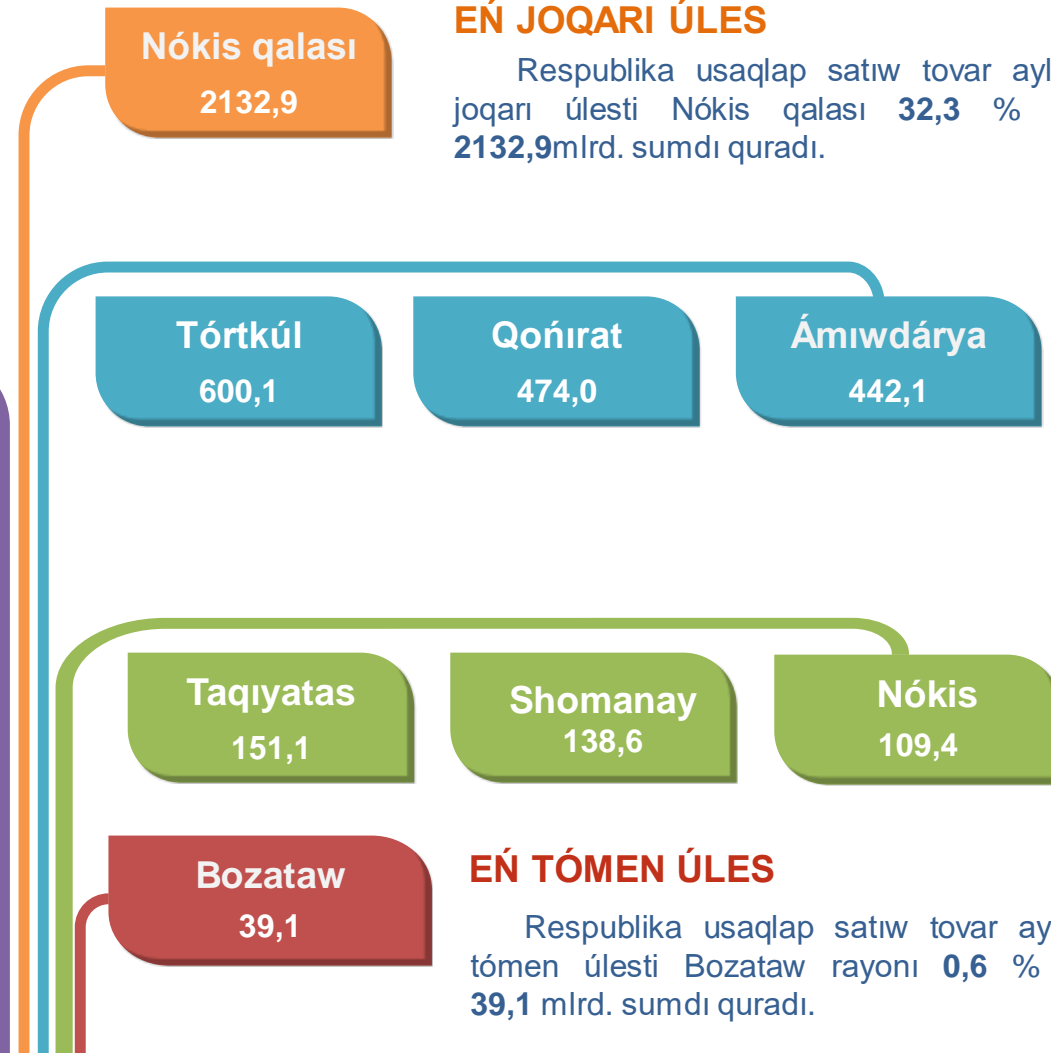 Nókis qalası
2132,9
EŃ JOQARI ÚLES
Respublika usaqlap satıw tovar
joqarı úlesti Nókis qalası 32,3 %
2132,9mlrd. sumdı quradı.
Tórtkúl
600,1
Qońırat
474,0
Ámıwdárya
442,1
Taqıyatas
151,1
Shomanay
138,6
Nókis
109,4
Bozataw
39,1
EŃ TÓMEN ÚLES
Respublika usaqlap satıw tovar
tómen úlesti Bozataw rayonı 0,6 %
39,1 mlrd. sumdı quradı.